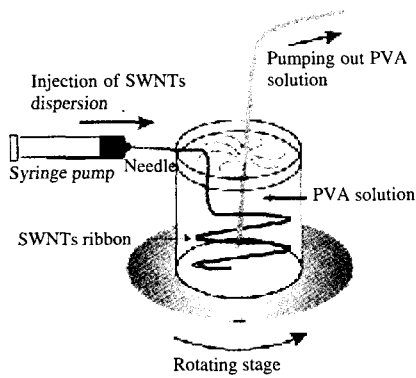 Pumping out PVA
solution
Injection of SWNTs
dispersion
Syringe pump
Needle
PVA solution
SWNTs ribbon
Rotating stage